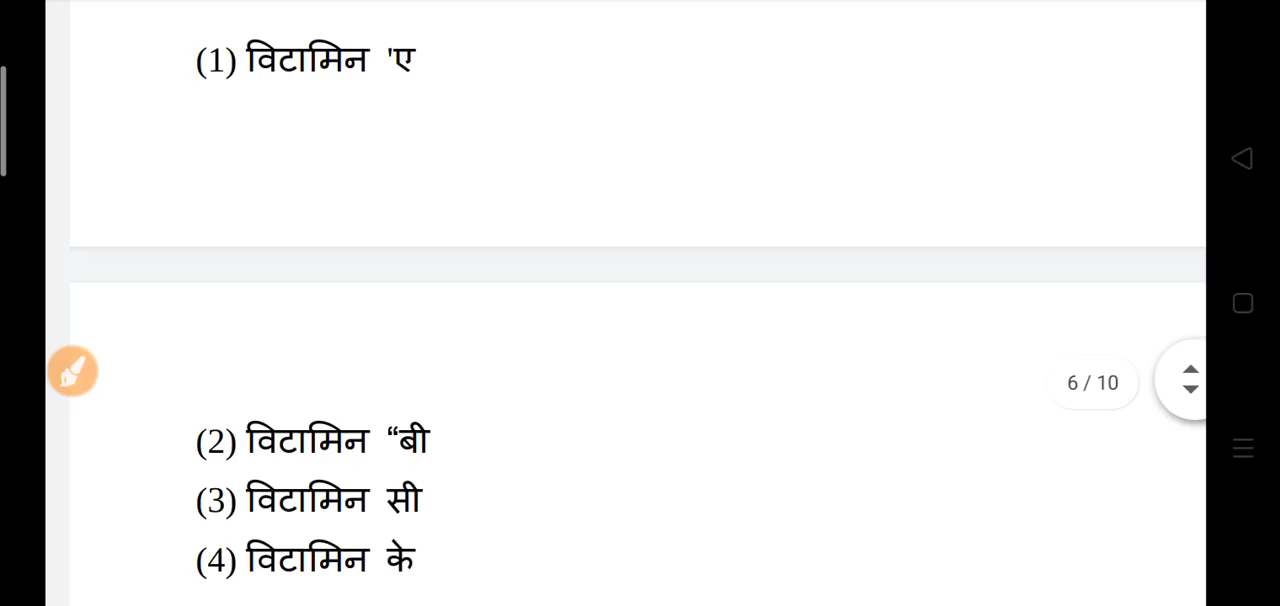 (1) विटामिन 'ए
6 / 10
(2) विटामिन “बी
(3) विटामिन सी
(4) विटामिन के